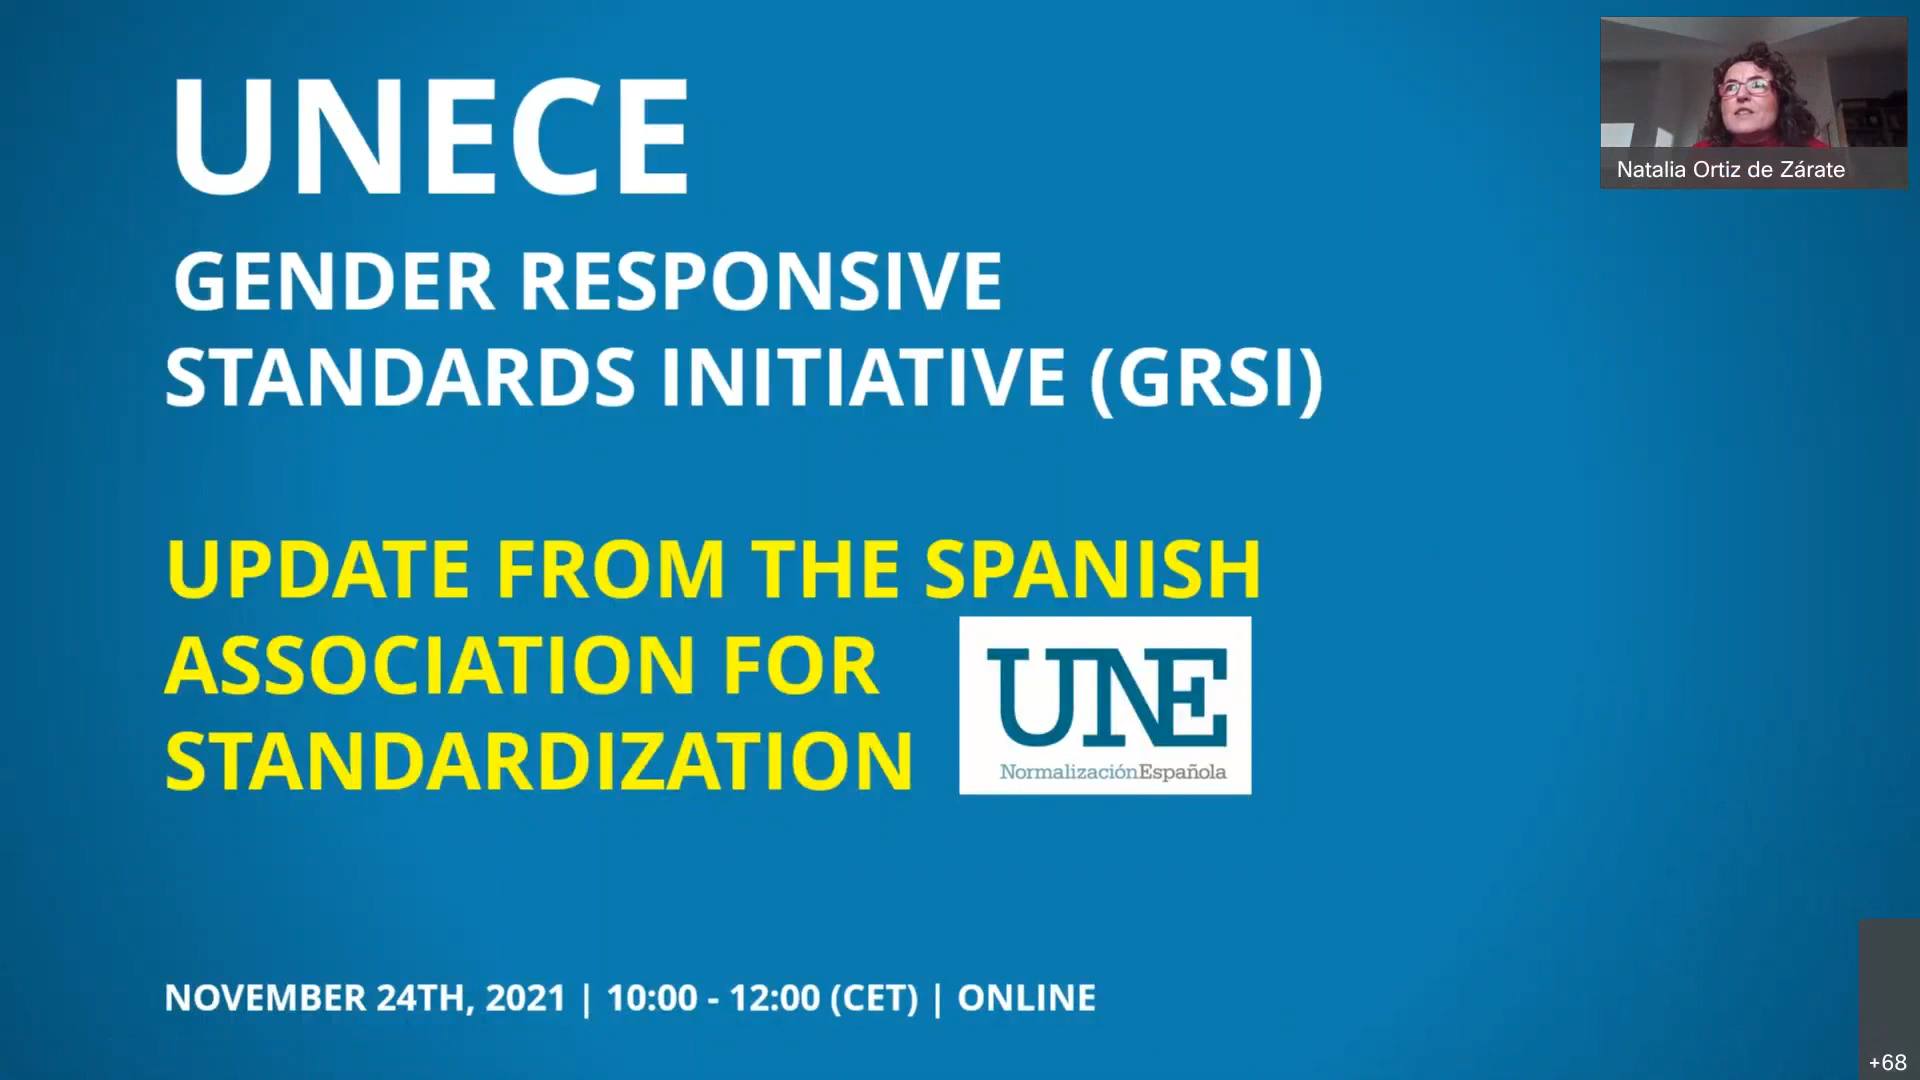 UNECE
GENDER RESPONSIVE
STANDARDS INITIATIVE (GRSI)
UPDATE FROM THE SPANISH
ASSOCIATION FOR
STANDARDIZATION
UNE
NormalizaciónEspañola
NOVEMBER 24TH, 2021 | 10:00 - 12:00 (CET) | ONLINE
Natalia Ortiz de Zárate
+68